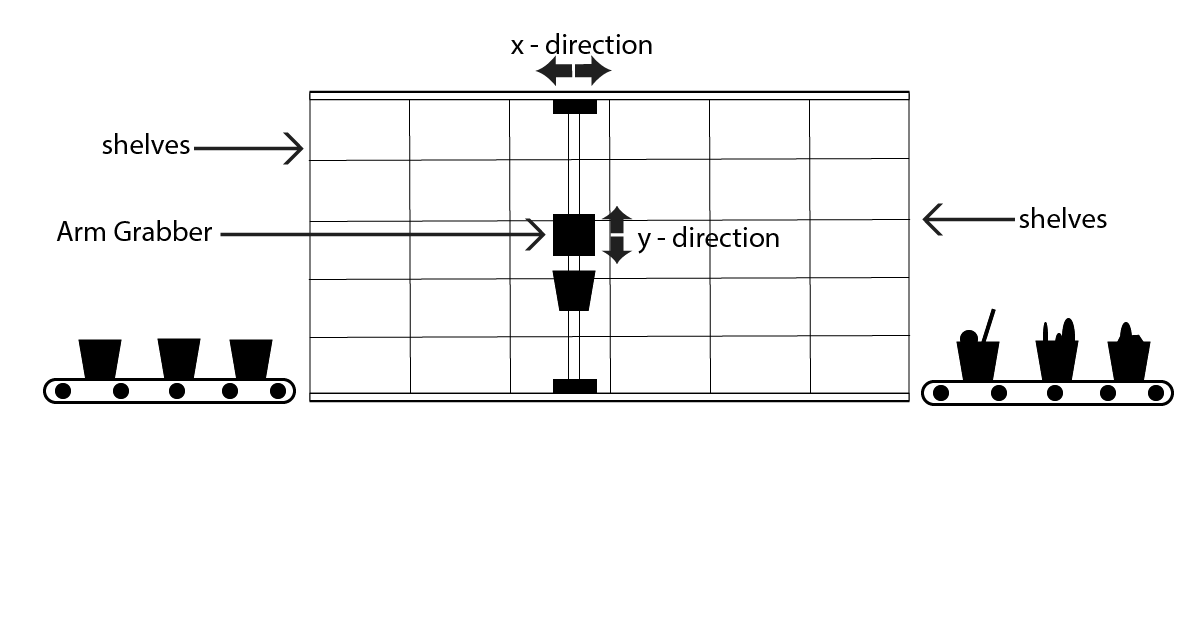 x - direction
shelves
Arm Grabber
y - direction
shelves